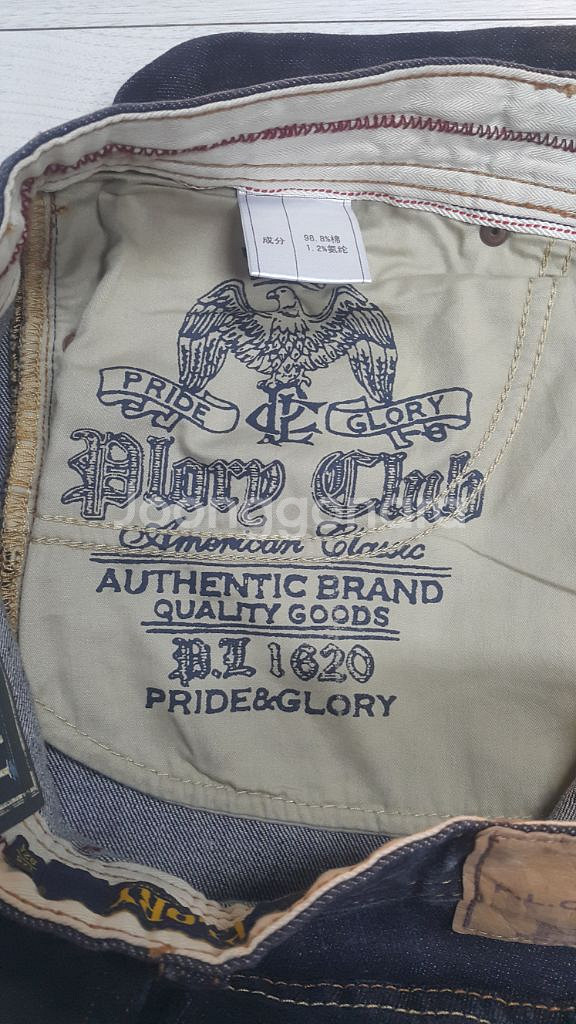 成分
98.8%棉
1.2%氨纶
PRIDE
GLORY
Plory Club
American Classic
AUTHENTIC BRAND
QUALITY GOODS
P.L 1620
PRIDE&GLORY
Joonggonara